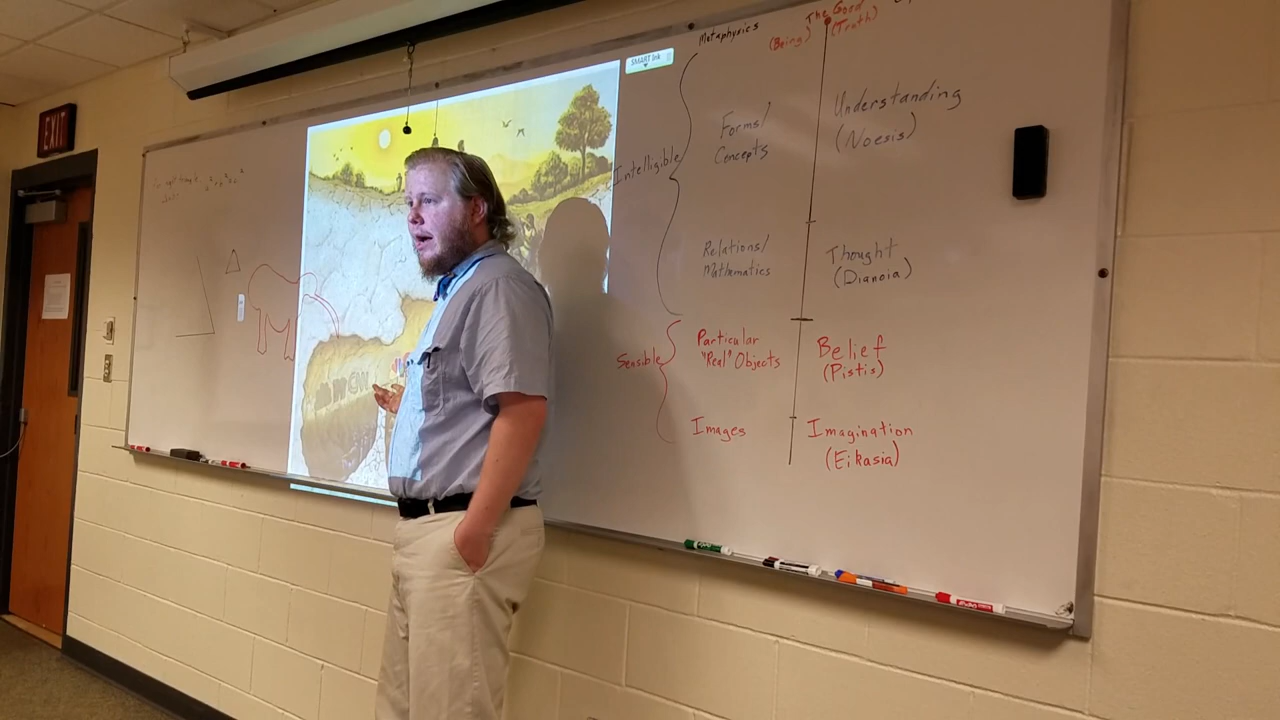 EXIT
SMART Ink
Metaphysics
The Good
(Being) (Truth)
Intelligible
Forms/
Concepts
Understanding
(Noesis)
Relations/
Mathematics
Thought
(Dianoia)
Sensible
Particular
"Real" Objects
Belief
(Pistis)
Images
Imagination
(Eikasia)